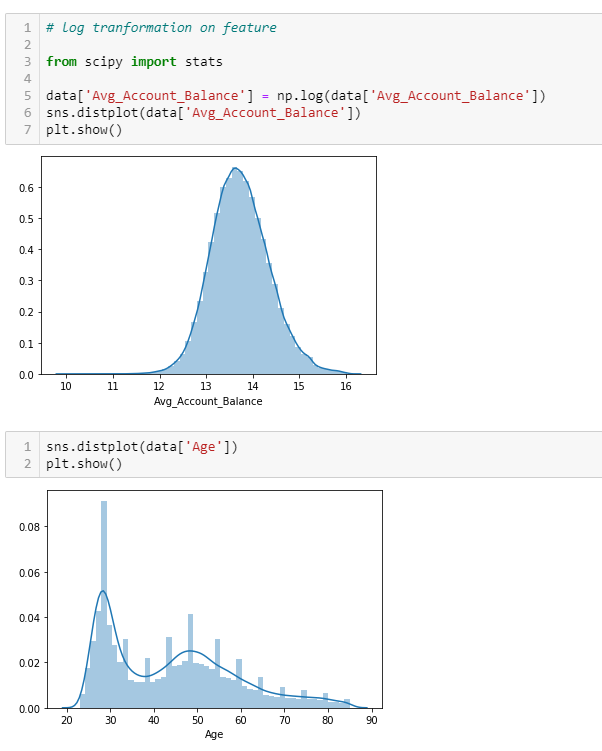 1 # Log tranformation on feature
2
3 from scipy import stats
4
5 data['Avg_Account_Balance'] = np.log(data['Avg_Account_Balance'])
6 sns.distplot(data['Avg_Account_Balance'])
7 plt.show()
0.6
0.5
0.4
0.3
0.2
0.1
0.0
10 11 12 13 14 15 16
Avg_Account_Balance
1 sns.distplot(data['Age'])
2 plt.show()
0.08
0.06
0.04
0.02
0.00
20 30 40 50 60 70 80 90
Age